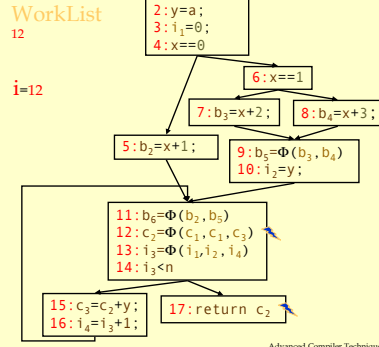 WorkList
12
i=12
2:y=a;
3:i₁=0;
4:x==0
6:x==1
7:b₃=x+2;
8:b₄=x+3;
5:b₂=x+1;
9:b₅=Φ(b₃,b₄)
10:i₂=y;
11:b₆=Φ(b₂,b₅)
12:c₂=Φ(c₁,c₁,c₃)
13:i₃=Φ(i₁,i₂,i₄)
14:i₃<n
15:c₃=c₂+y;
16:i₄=i₃+1;
17:return c₂
Advanced Compiler Technique